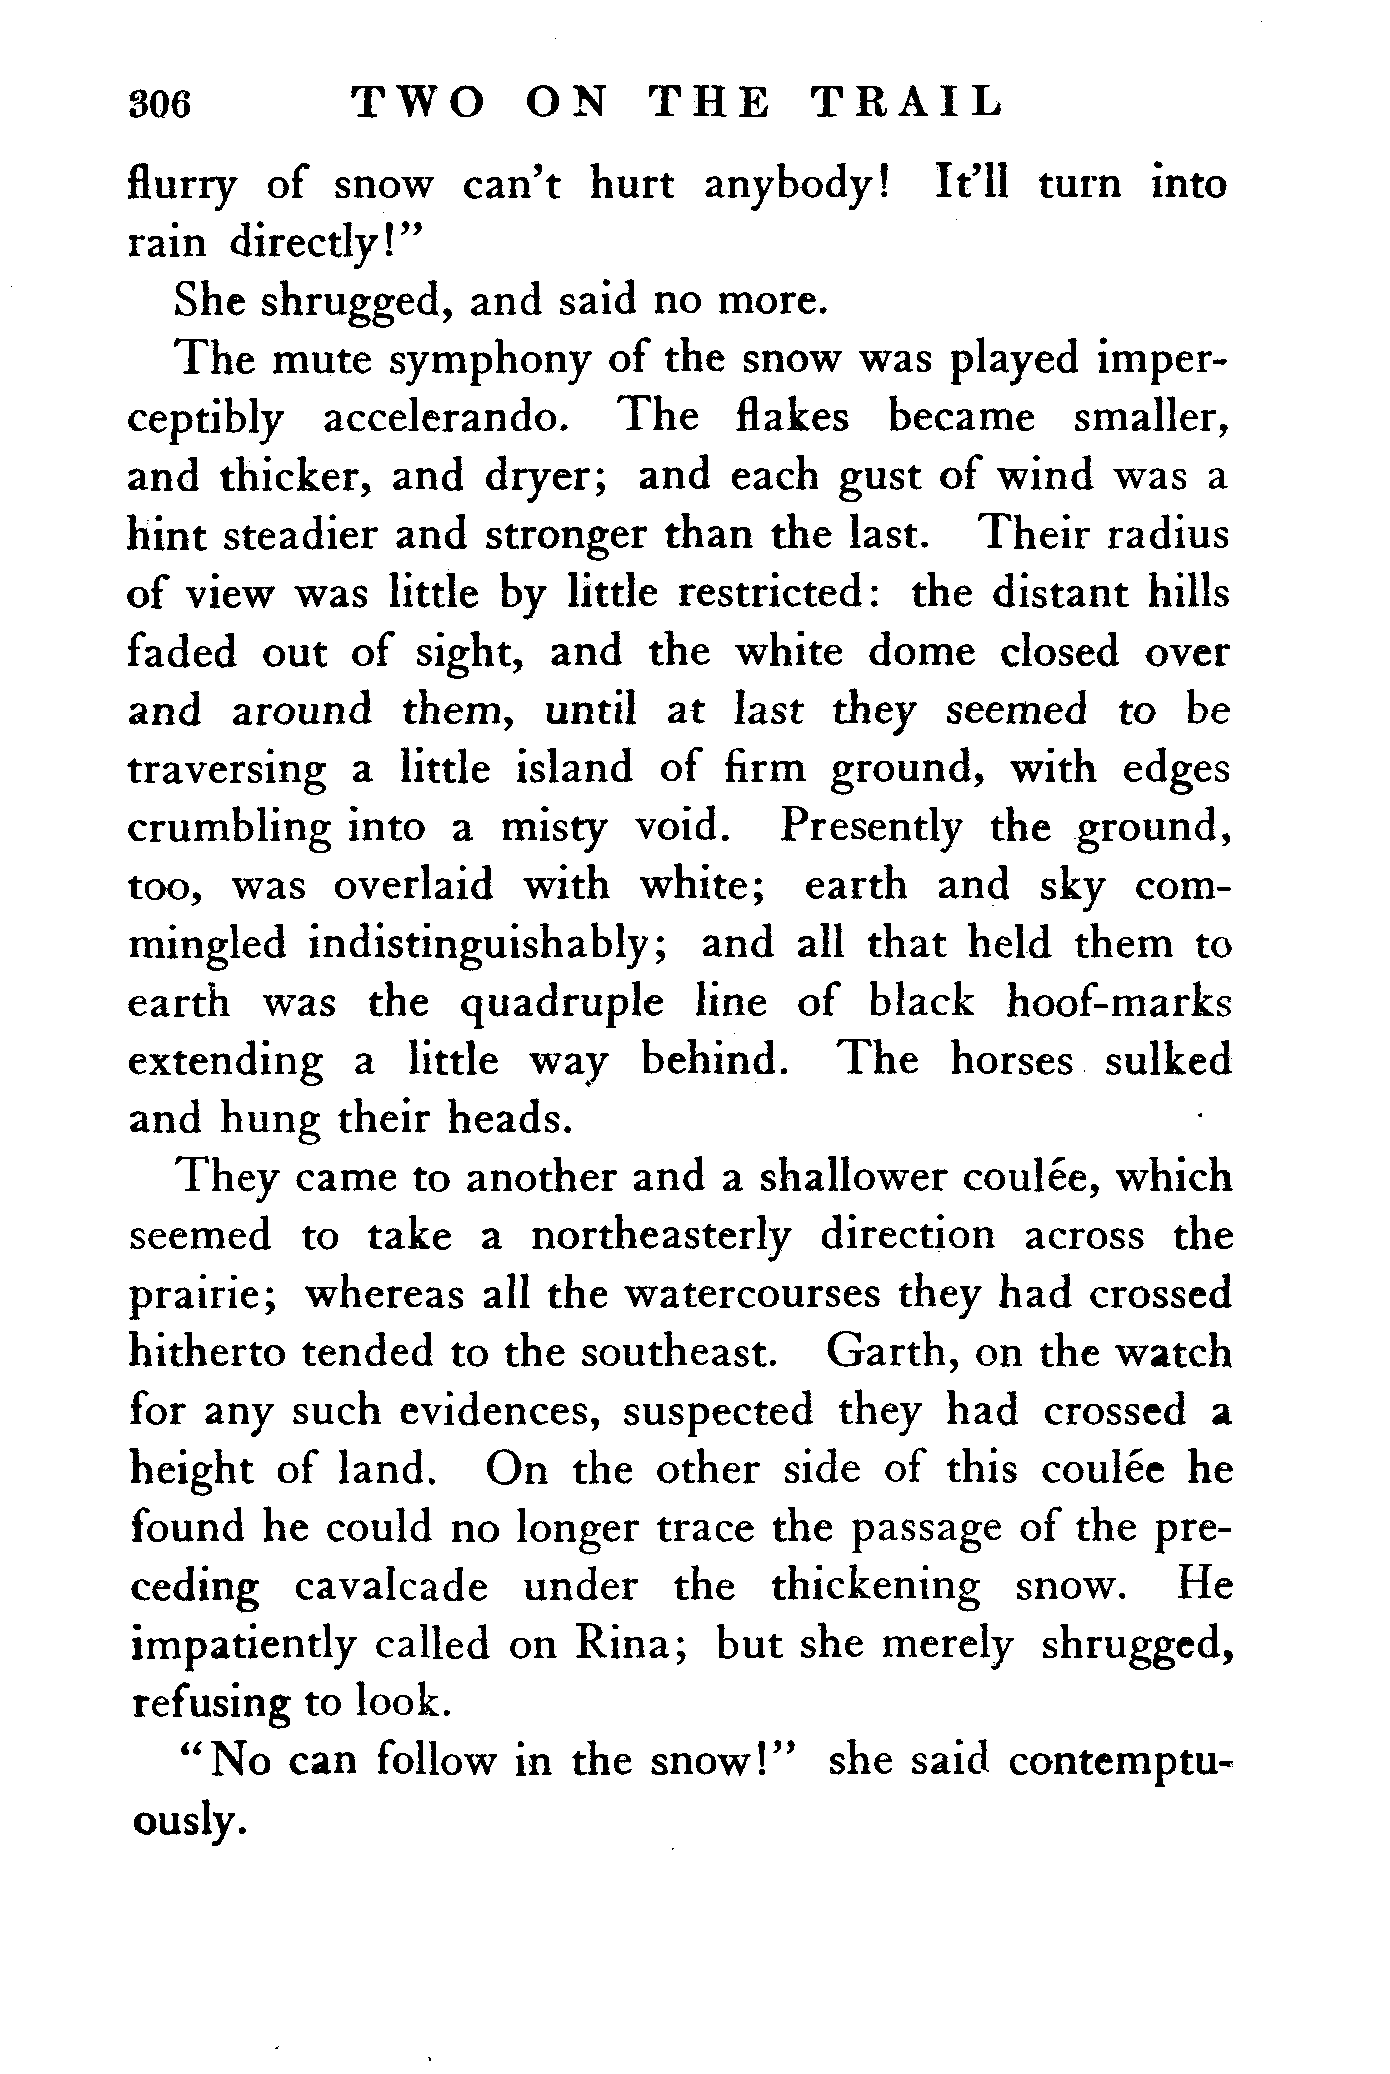 306 TWO ON THE TRAIL
flurry of snow can't hurt anybody! It'll turn into
rain directly!"
She shrugged, and said no more.
The mute symphony of the snow was played imper-
ceptibly accelerando. The flakes became smaller,
and thicker, and dryer; and each gust of wind was a
hint steadier and stronger than the last. Their radius
of view was little by little restricted: the distant hills
faded out of sight, and the white dome closed over
and around them, until at last they seemed to be
traversing a little island of firm ground, with edges
crumbling into a misty void. Presently the ground,
too, was overlaid with white; earth and sky com-
mingled indistinguishably; and all that held them to
earth was the quadruple line of black hoof-marks
extending a little way behind. The horses sulked
and hung their heads.
They came to another and a shallower coulée, which
seemed to take a northeasterly direction across the
prairie; whereas all the watercourses they had crossed
hitherto tended to the southeast. Garth, on the watch
for any such evidences, suspected they had crossed a
height of land. On the other side of this coulée he
found he could no longer trace the passage of the pre-
ceding cavalcade under the thickening snow. He
impatiently called on Rina; but she merely shrugged,
refusing to look.
"No can follow in the snow!" she said contemptu-
ously.